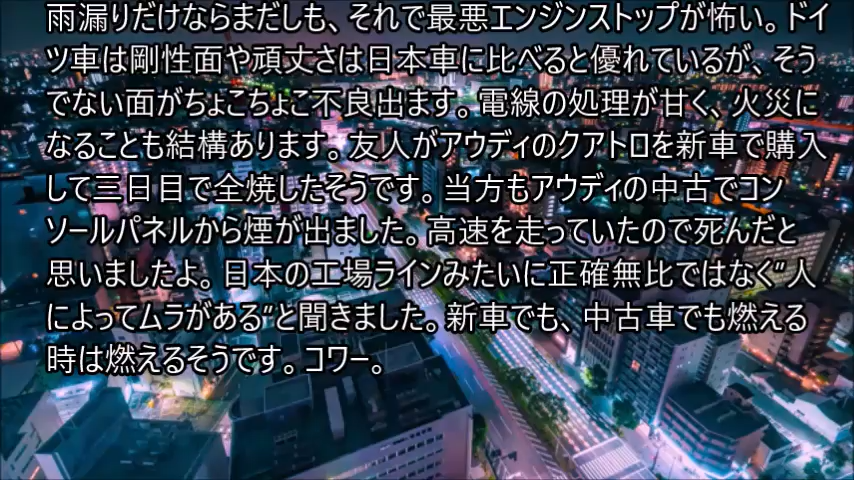 雨漏りだけならまだしも、それで最悪エンジンストップが怖い。ドイ
ツ車は剛性面や頑丈さは日本車に比べると優れているが、そう
でない面がちょこちょこ不良出ます。電線の処理が甘く、火災に
なることも結構あります。友人がアウディのクアトロを新車で購入
して三日目で全焼したそうです。当方もアウディの中古でコン
ソールパネルから煙が出ました。高速を走っていたので死んだと
思いましたよ。日本の工場ラインみたいに正確無比ではなく”人
によってムラがある”と聞きました。新車でも、中古車でも燃える
時は燃えるそうです。コワー。